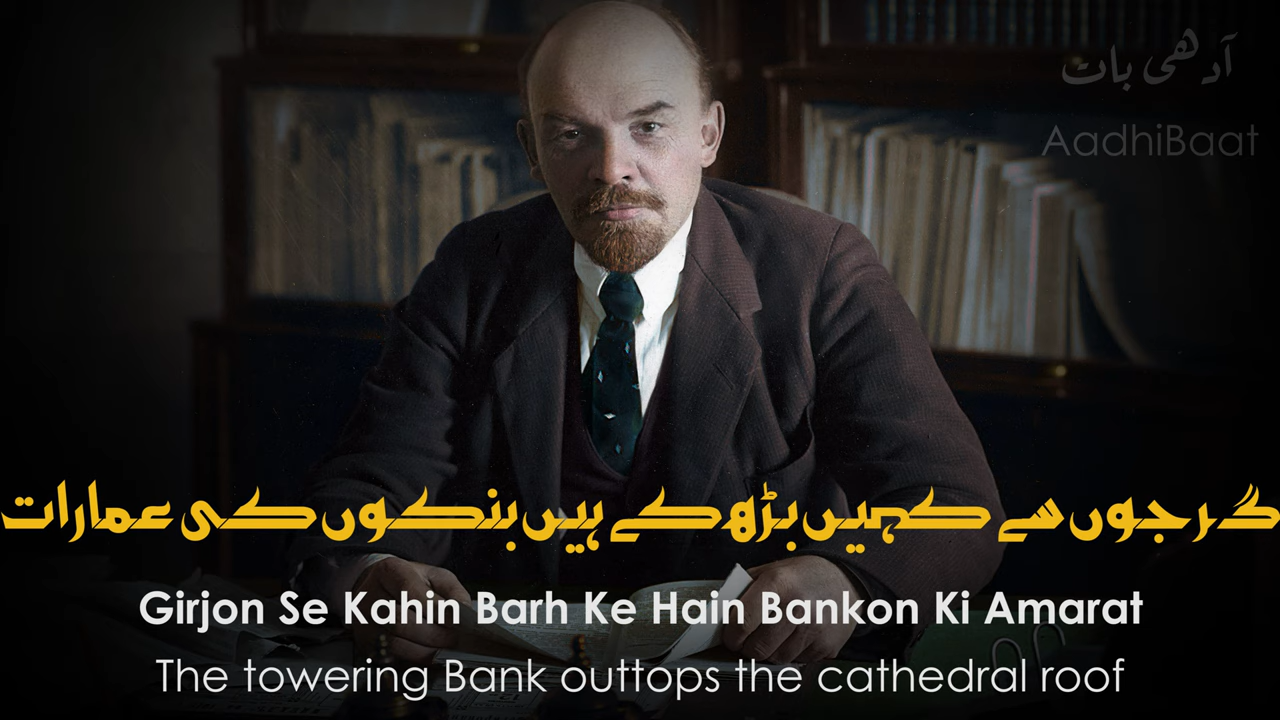 آدھی بات
AadhiBaat
گرجوں سے کہیں بڑھ کے ہیں بنکوں کی عمارات
Girjon Se Kahin Barh Ke Hain Bankon Ki Amarat
The towering Bank outtops the cathedral roof